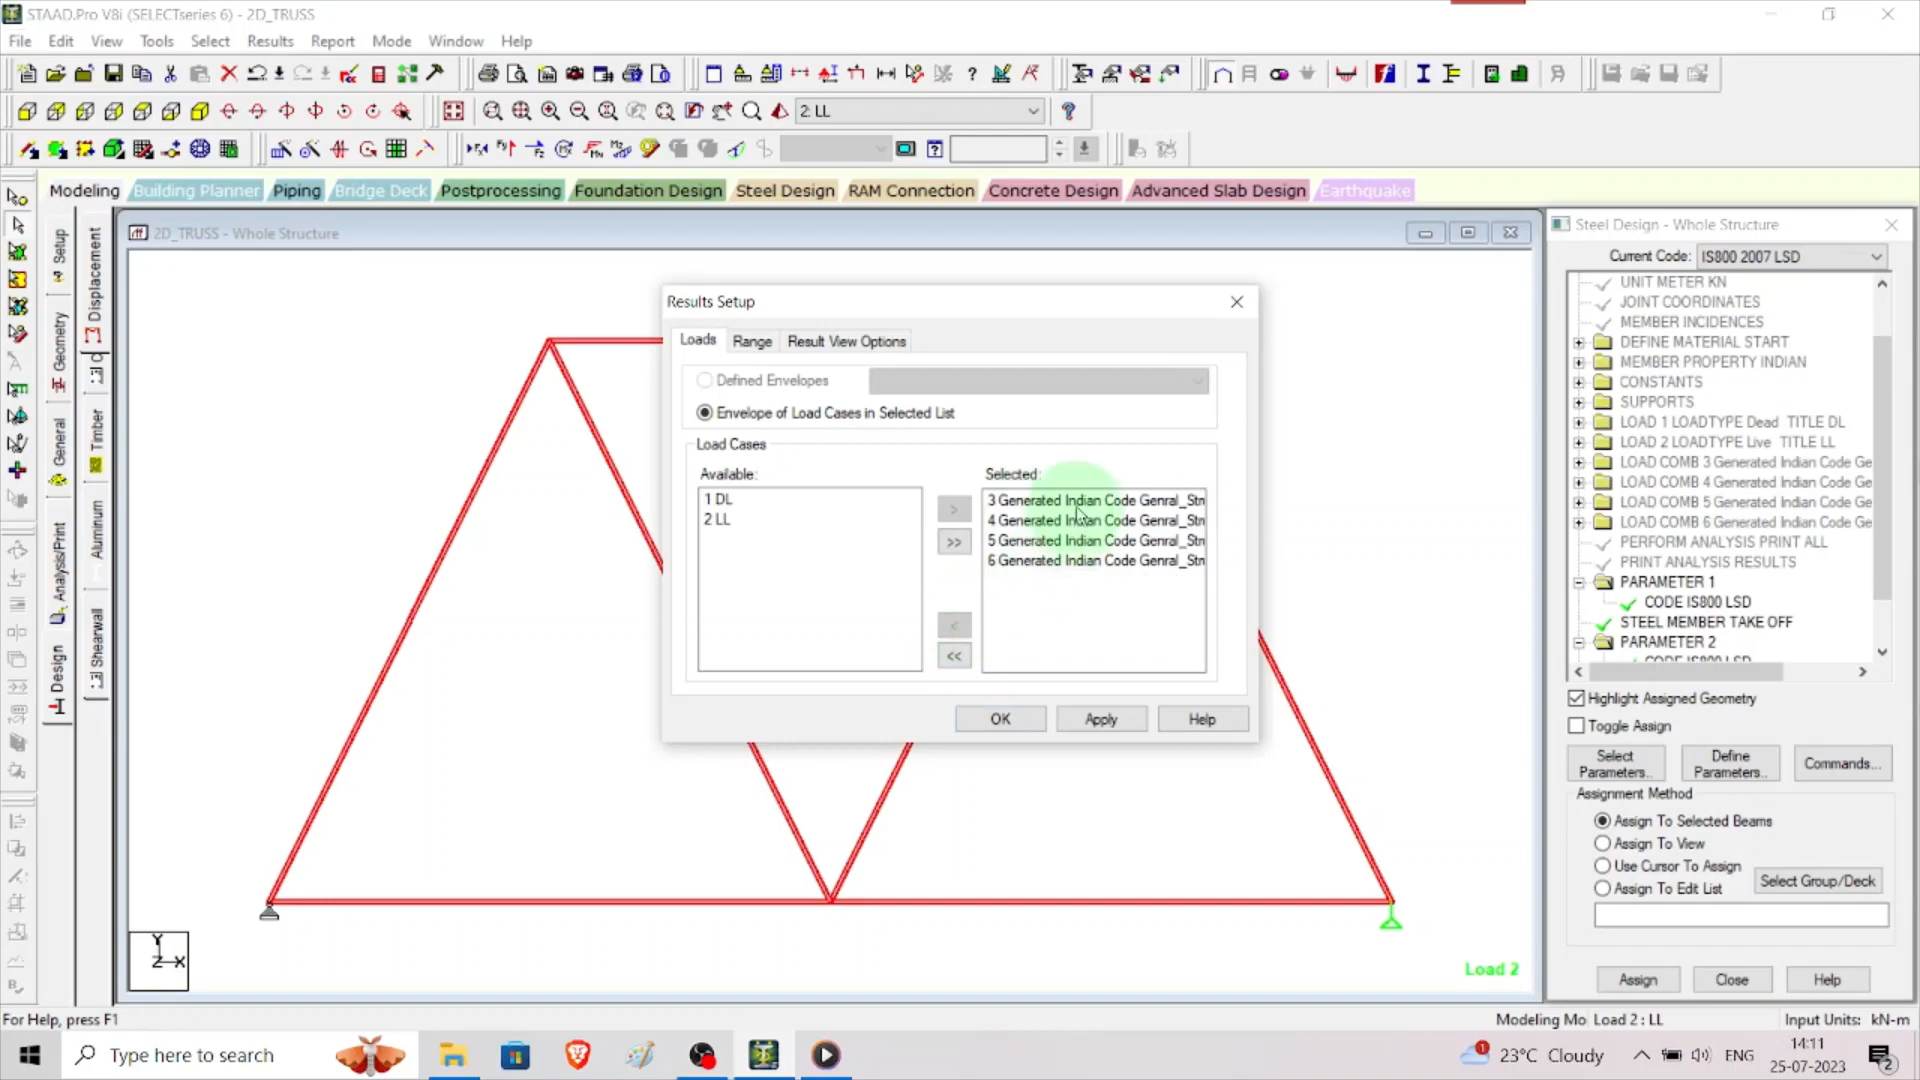 STAAD.Pro V8i (SELECTseries 6) - 2D_TRUSS
File Edit View Tools Select Results Report Mode Window Help
2: LL
Modeling Building Planner Piping Bridge Deck Postprocessing Foundation Design Steel Design RAM Connection Concrete Design Advanced Slab Design Earthquake
Setup
Geometry
General
Analysis/Print
Design
Displacement
Timber
Aluminum
Shearwall
2D_TRUSS - Whole Structure
Results Setup
Loads Range Result View Options
Defined Envelopes
Envelope of Load Cases in Selected List
Load Cases
Available: Selected:
1 DL
2 LL
3 Generated Indian Code Genral_Stru
4 Generated Indian Code Genral_Stru
5 Generated Indian Code Genral_Stru
6 Generated Indian Code Genral_Stru
> 
>>
<
<<
OK Apply Help
Y
Z X
Load 2
Steel Design - Whole Structure
Current Code: IS800 2007 LSD
UNIT METER KN
JOINT COORDINATES
MEMBER INCIDENCES
DEFINE MATERIAL START
MEMBER PROPERTY INDIAN
CONSTANTS
SUPPORTS
LOAD 1 LOADTYPE Dead TITLE DL
LOAD 2 LOADTYPE Live TITLE LL
LOAD COMB 3 Generated Indian Code Ge
LOAD COMB 4 Generated Indian Code Ge
LOAD COMB 5 Generated Indian Code Ge
LOAD COMB 6 Generated Indian Code Ge
PERFORM ANALYSIS PRINT ALL
PRINT ANALYSIS RESULTS
PARAMETER 1
CODE IS800 LSD
STEEL MEMBER TAKE OFF
PARAMETER 2
CODE IS800 LSD
Highlight Assigned Geometry
Toggle Assign
Select Parameters..
Define Parameters..
Commands...
Assignment Method
Assign To Selected Beams
Assign To View
Use Cursor To Assign
Assign To Edit List
Select Group/Deck
Assign Close Help
For Help, press F1
Modeling Mo Load 2 : LL Input Units: kN-m
Type here to search
1
23°C Cloudy
ENG
14:11
25-07-2023
2